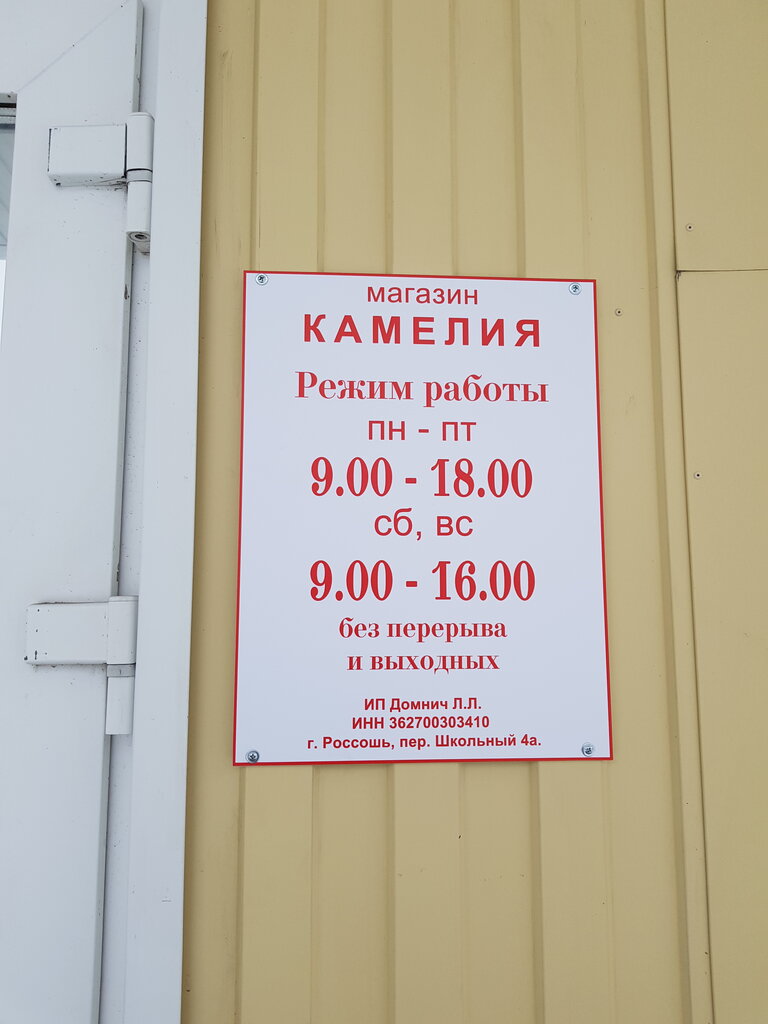 магазин
КАМЕЛИЯ
Режим работы
пн - пт
9.00 - 18.00
сб, вс
9.00 - 16.00
без перерыва
и выходных
ИП Домнич Л.Л.
ИНН 362700303410
г. Россошь, пер. Школьный 4а.